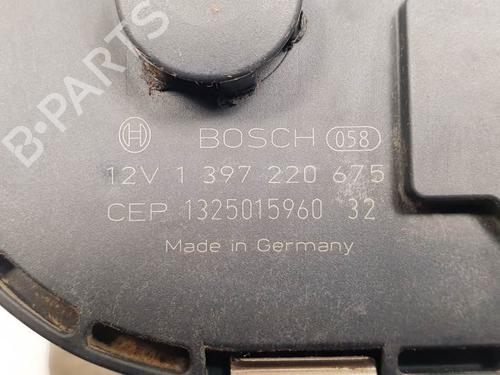 B-PARTS
BOSCH 058
12V 1 397 220 675
CEP 1325015960 32
Made in Germany